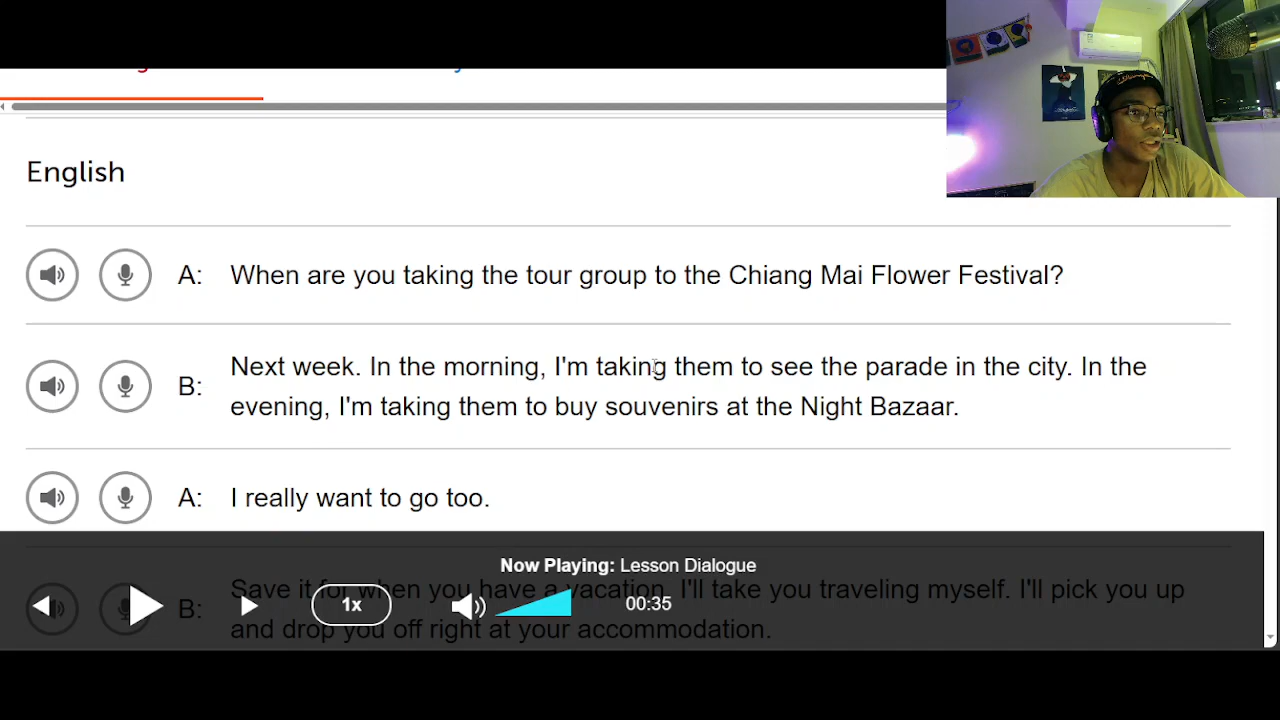 English
A: When are you taking the tour group to the Chiang Mai Flower Festival?
B: Next week. In the morning, I'm taking them to see the parade in the city. In the
evening, I'm taking them to buy souvenirs at the Night Bazaar.
A: I really want to go too.
Now Playing: Lesson Dialogue
B: Save it for when you have a vacation. I'll take you traveling myself. I'll pick you up
1x 00:35
and drop you off right at your accommodation.